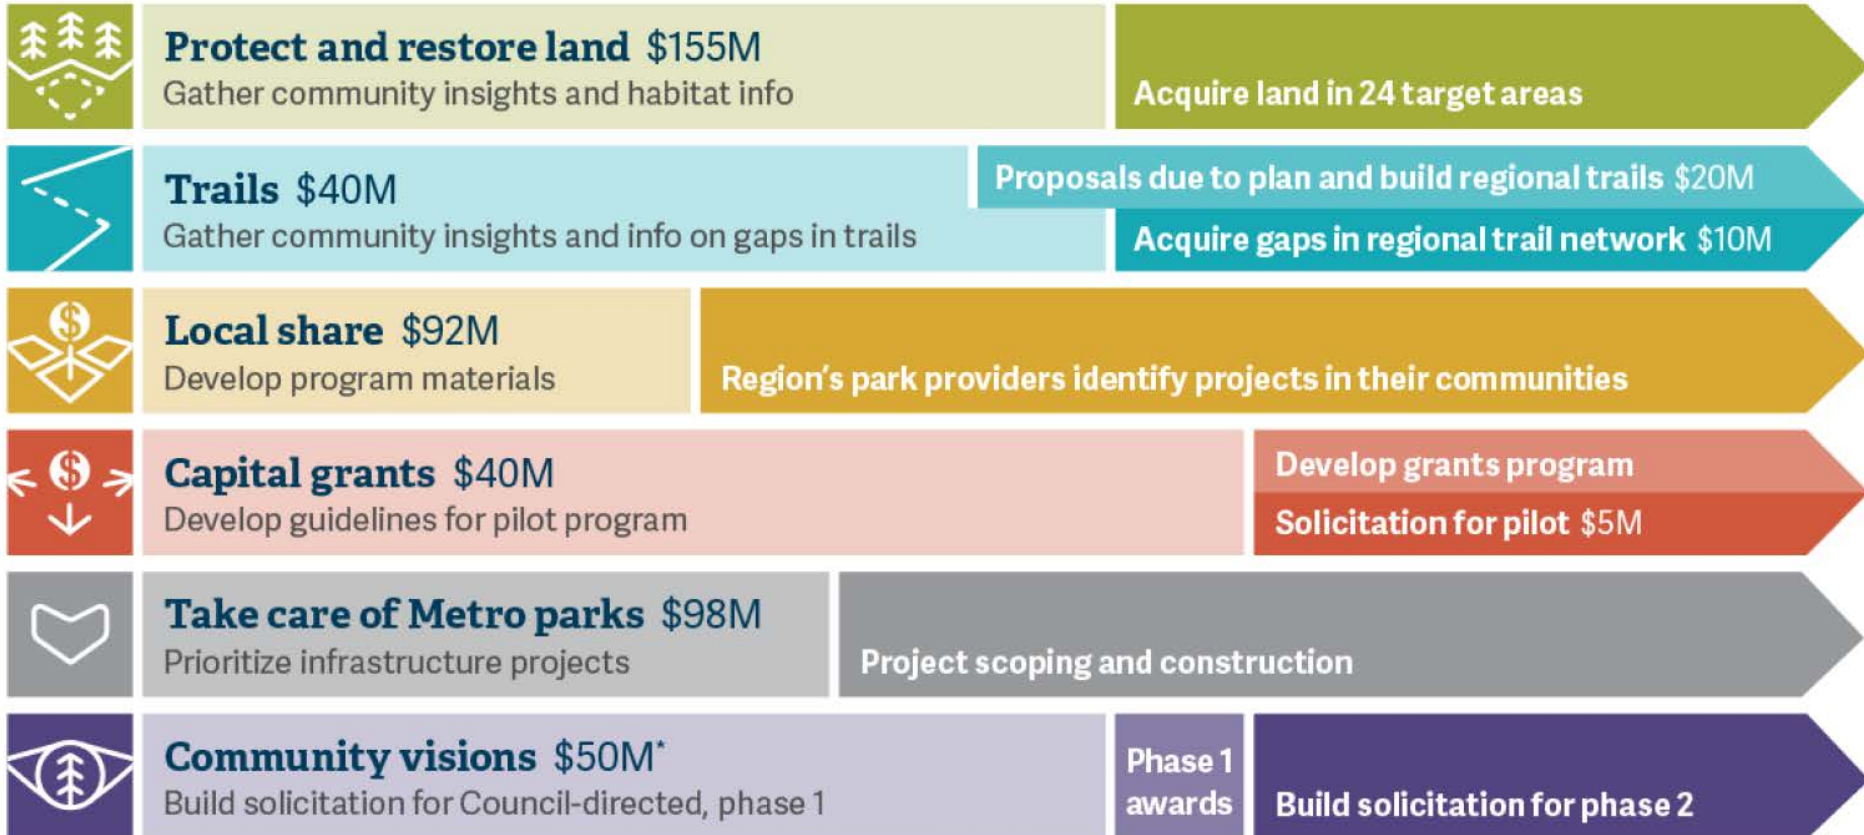 Protect and restore land $155M
Gather community insights and habitat info
Acquire land in 24 target areas
Trails $40M
Gather community insights and info on gaps in trails
Proposals due to plan and build regional trails $20M
Acquire gaps in regional trail network $10M
Local share $92M
Develop program materials
Region’s park providers identify projects in their communities
Capital grants $40M
Develop guidelines for pilot program
Develop grants program
Solicitation for pilot $5M
Take care of Metro parks $98M
Prioritize infrastructure projects
Project scoping and construction
Community visions $50M*
Build solicitation for Council-directed, phase 1
Phase 1
awards
Build solicitation for phase 2